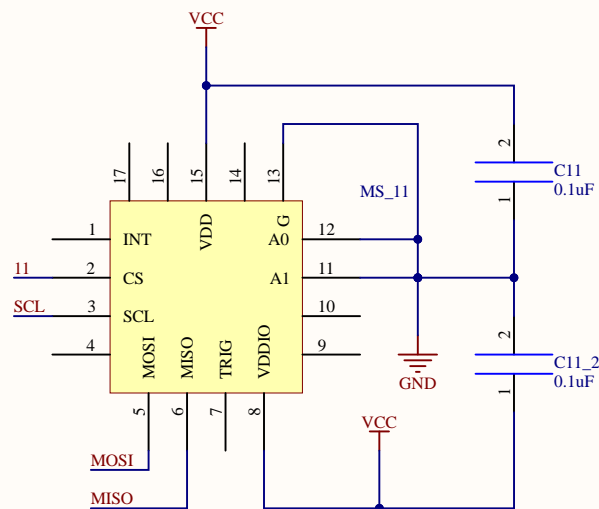 VCC
17
16
15
14
13
2
C11
0.1uF
1
VDD
G
MS_11
1
INT
A0
12
11
2
CS
A1
11
SCL
3
SCL
10
4
9
MOSI
MISO
TRIG
VDDIO
2
C11_2
0.1uF
1
GND
5
6
7
8
VCC
MOSI
MISO